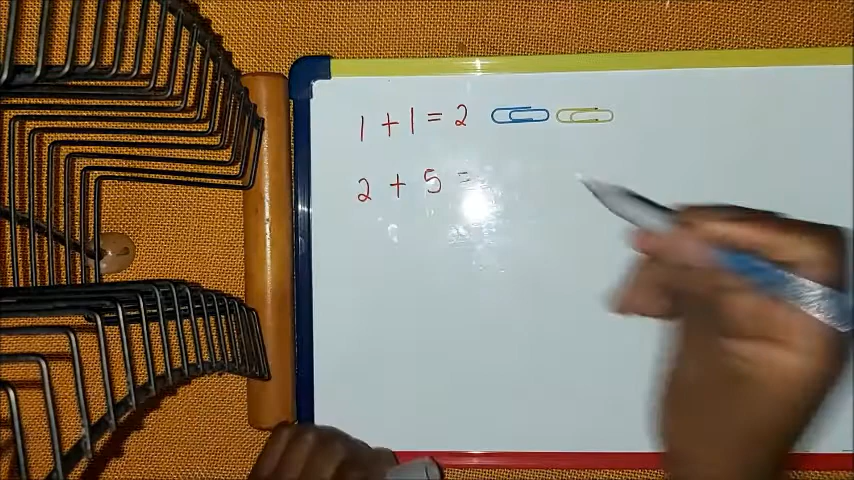 1 + 1 = 2
2 + 5 =